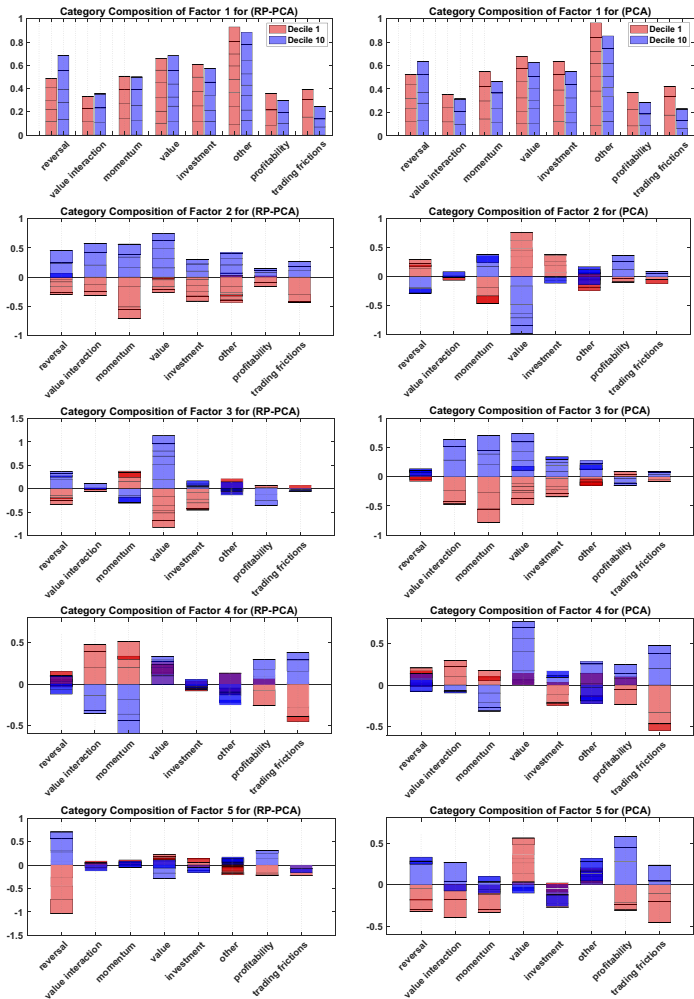 Category Composition of Factor 1 for (RP-PCA)
1
0.8
0.6
0.4
0.2
0
Decile 1
Decile 10
reversal
value interaction
momentum
value
investment
other
profitability
trading frictions
Category Composition of Factor 1 for (PCA)
1
0.8
0.6
0.4
0.2
0
Decile 1
Decile 10
reversal
value interaction
momentum
value
investment
other
profitability
trading frictions
Category Composition of Factor 2 for (RP-PCA)
1
0.5
0
-0.5
-1
reversal
value interaction
momentum
value
investment
other
profitability
trading frictions
Category Composition of Factor 2 for (PCA)
1
0.5
0
-0.5
-1
reversal
value interaction
momentum
value
investment
other
profitability
trading frictions
Category Composition of Factor 3 for (RP-PCA)
1.5
1
0.5
0
-0.5
-1
reversal
value interaction
momentum
value
investment
other
profitability
trading frictions
Category Composition of Factor 3 for (PCA)
1
0.5
0
-0.5
-1
reversal
value interaction
momentum
value
investment
other
profitability
trading frictions
Category Composition of Factor 4 for (RP-PCA)
0.5
0
-0.5
reversal
value interaction
momentum
value
investment
other
profitability
trading frictions
Category Composition of Factor 4 for (PCA)
0.5
0
-0.5
reversal
value interaction
momentum
value
investment
other
profitability
trading frictions
Category Composition of Factor 5 for (RP-PCA)
1
0.5
0
-0.5
-1
-1.5
reversal
value interaction
momentum
value
investment
other
profitability
trading frictions
Category Composition of Factor 5 for (PCA)
0.5
0
-0.5
reversal
value interaction
momentum
value
investment
other
profitability
trading frictions